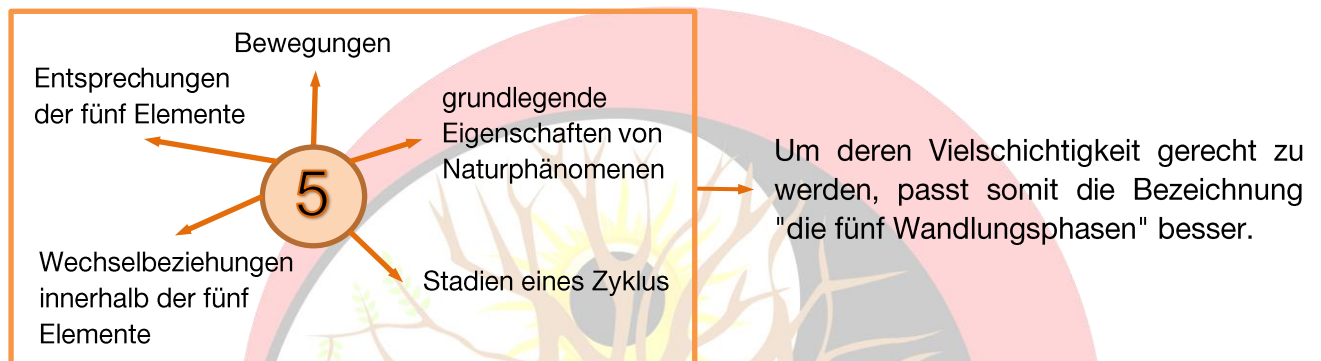 Bewegungen
Entsprechungen
der fünf Elemente
grundlegende
Eigenschaften von
Naturphänomenen
5
Wechselbeziehungen
innerhalb der fünf
Elemente
Stadien eines Zyklus
Um deren Vielschichtigkeit gerecht zu
werden, passt somit die Bezeichnung
"die fünf Wandlungsphasen" besser.